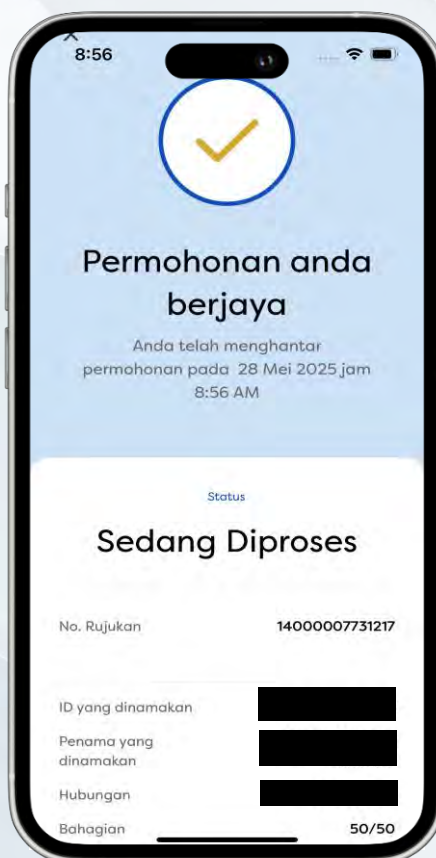 8:56
Permohonan anda
berjaya
Anda telah menghantar
permohonan pada 28 Mei 2025 jam
8:56 AM
Status
Sedang Diproses
No. Rujukan 14000007731217
ID yang dinamakan
Penama yang
dinamakan
Hubungan
Bahagian 50/50